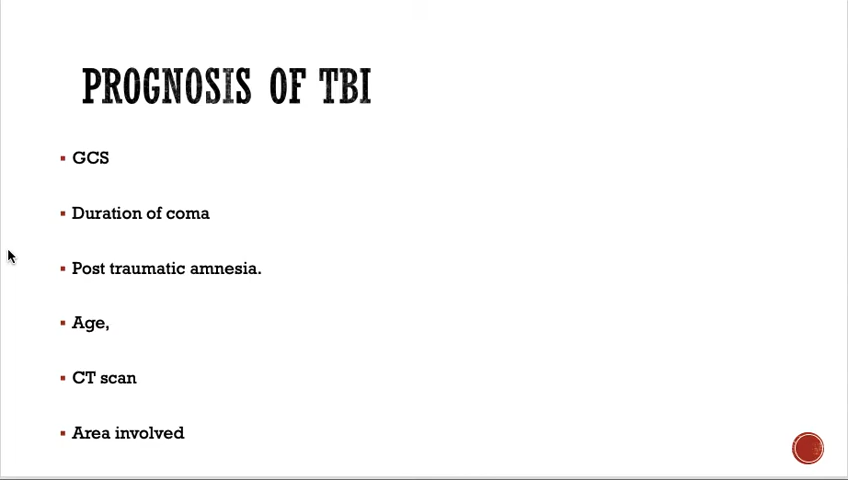 PROGNOSIS OF TBI
GCS
Duration of coma
Post traumatic amnesia.
Age,
CT scan
Area involved